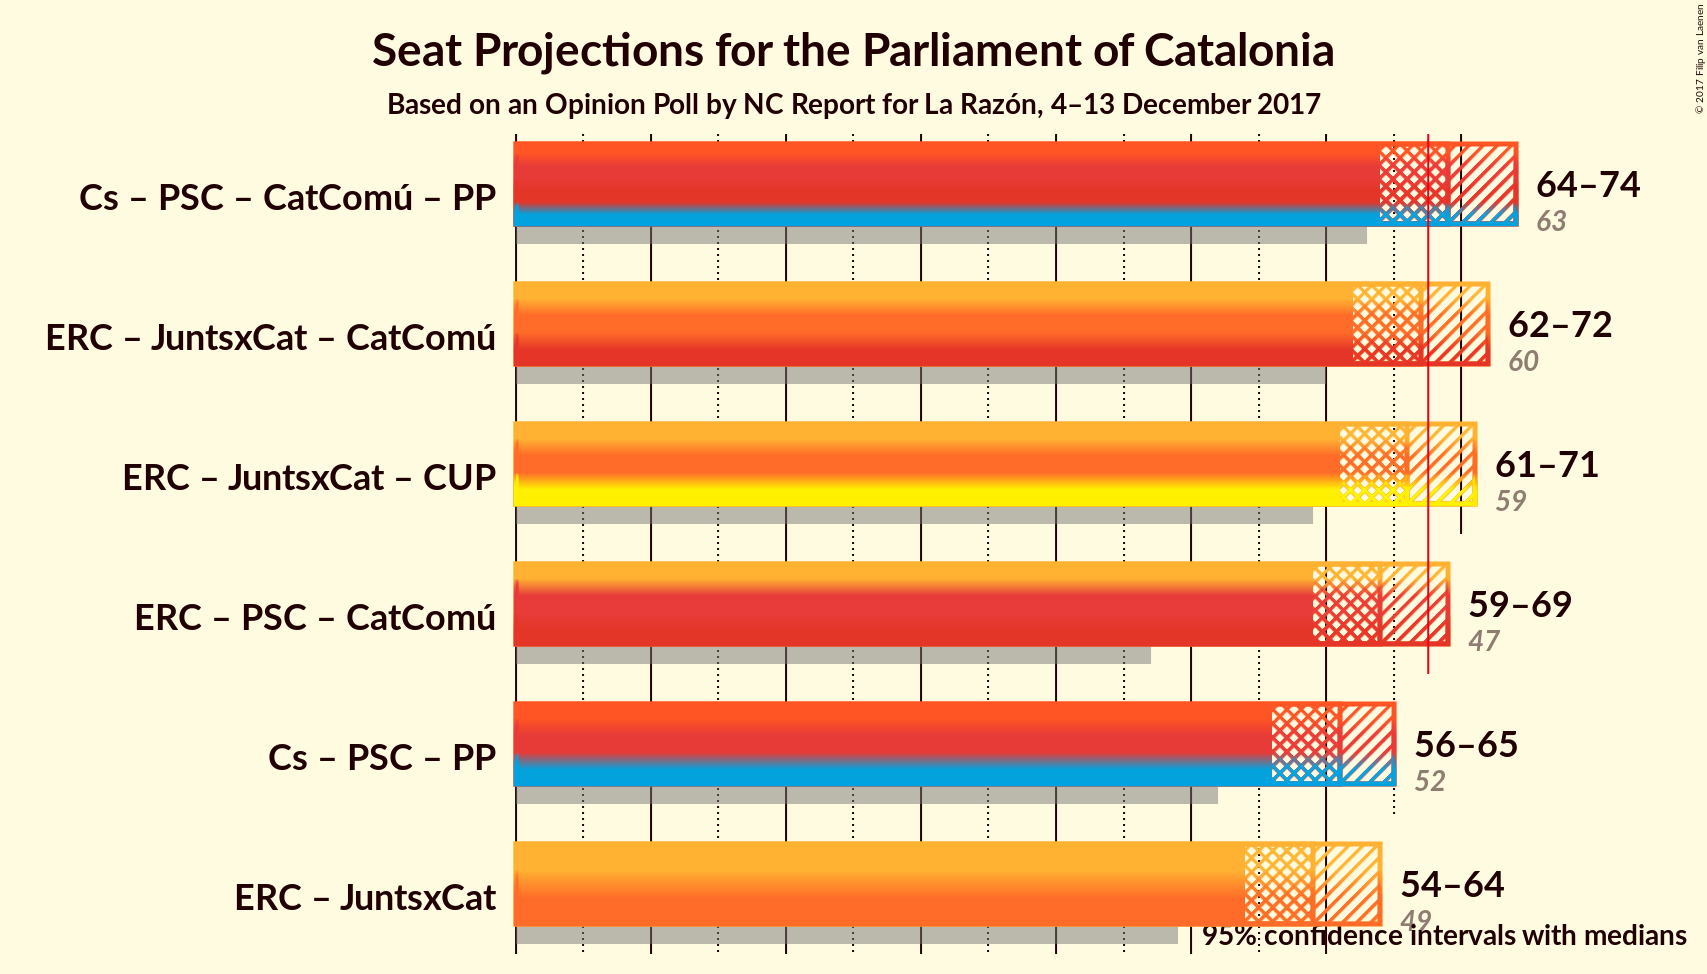 Seat Projections for the Parliament of Catalonia
Based on an Opinion Poll by NC Report for La Razón, 4–13 December 2017
© 2017 Filip van Laenen
Cs – PSC – CatComú – PP
64–74
63
ERC – JuntsxCat – CatComú
62–72
60
ERC – JuntsxCat – CUP
61–71
59
ERC – PSC – CatComú
59–69
47
Cs – PSC – PP
56–65
52
ERC – JuntsxCat
54–64
49
95% confidence intervals with medians